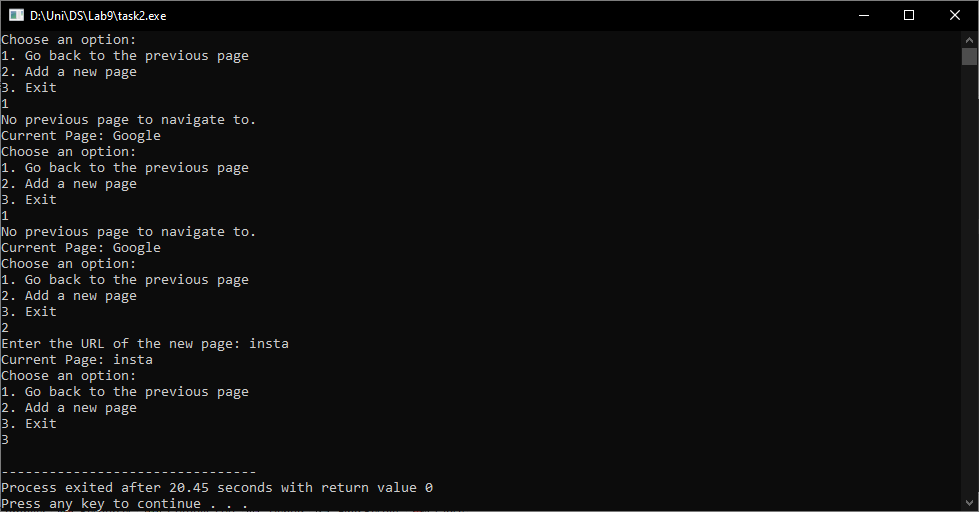 D:\Uni\DS\Lab9\task2.exe
Choose an option:
1. Go back to the previous page
2. Add a new page
3. Exit
1
No previous page to navigate to.
Current Page: Google
Choose an option:
1. Go back to the previous page
2. Add a new page
3. Exit
1
No previous page to navigate to.
Current Page: Google
Choose an option:
1. Go back to the previous page
2. Add a new page
3. Exit
2
Enter the URL of the new page: insta
Current Page: insta
Choose an option:
1. Go back to the previous page
2. Add a new page
3. Exit
3
--------------------------------
Process exited after 20.45 seconds with return value 0
Press any key to continue . . .